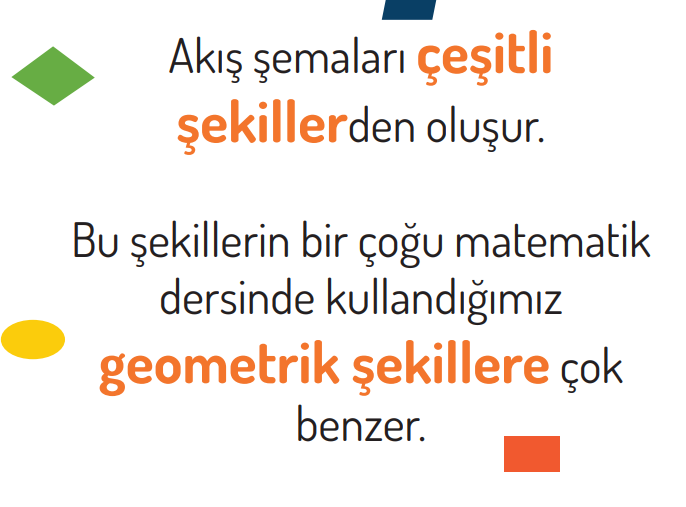 Akış şemaları çeşitli
şekillerden oluşur.
Bu şekillerin bir çoğu matematik
dersinde kullandığımız
geometrik şekillere çok
benzer.